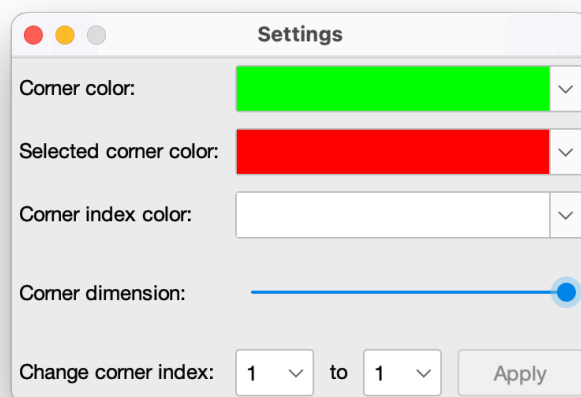 Settings
Corner color:
Selected corner color:
Corner index color:
Corner dimension:
Change corner index: 1 to 1 Apply